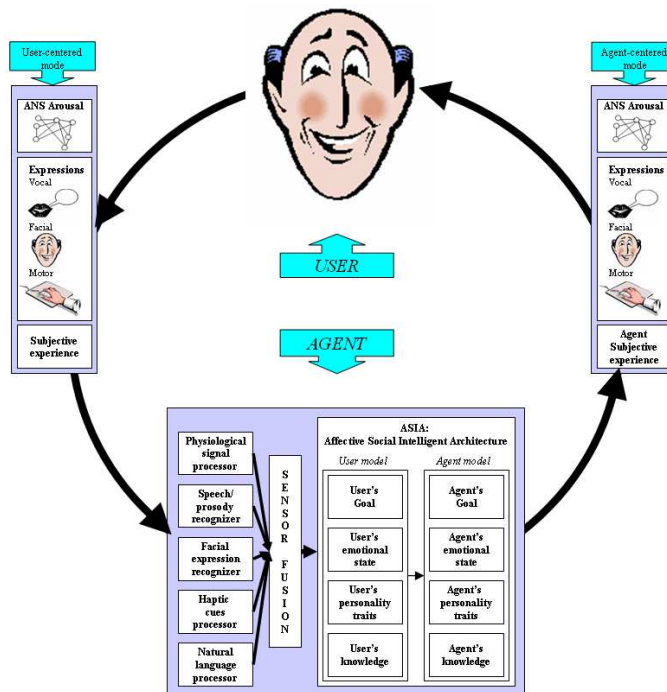 User-centered
mode
ANS Arousal
Expressions
Vocal
Facial
Motor
Subjective
experience
USER
AGENT
Agent-centered
mode
ANS Arousal
Expressions
Vocal
Facial
Motor
Agent
Subjective
experience
Physiological
signal processor
Speech/
prosody
recognizer
Facial
expression
recognizer
Haptic
cues
processor
Natural
language
processor
SENSOR FUSION
ASIA:
Affective Social Intelligent Architecture
User model
User's
Goal
User's
emotional
state
User's
personality
traits
User's
knowledge
Agent model
Agent's
Goal
Agent's
emotional
state
Agent's
personality
traits
Agent's
knowledge